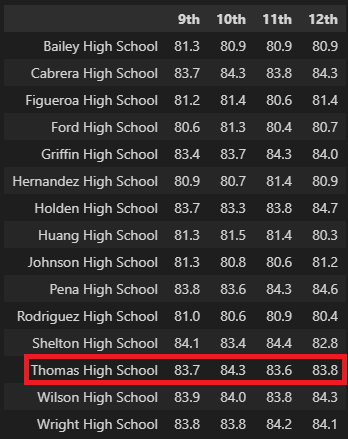 9th 10th 11th 12th
Bailey High School 81.3 80.9 80.9 80.9
Cabrera High School 83.7 84.3 83.8 84.3
Figueroa High School 81.2 81.4 80.6 81.4
Ford High School 80.6 81.3 80.4 80.7
Griffin High School 83.4 83.7 84.3 84.0
Hernandez High School 80.9 80.7 81.4 80.9
Holden High School 83.7 83.3 83.8 84.7
Huang High School 81.3 81.5 81.4 80.3
Johnson High School 81.3 80.8 80.6 81.2
Pena High School 83.8 83.6 84.3 84.6
Rodriguez High School 81.0 80.6 80.9 80.4
Shelton High School 84.1 83.4 84.4 82.8
Thomas High School 83.7 84.3 83.6 83.8
Wilson High School 83.9 84.0 83.8 84.3
Wright High School 83.8 83.8 84.2 84.1